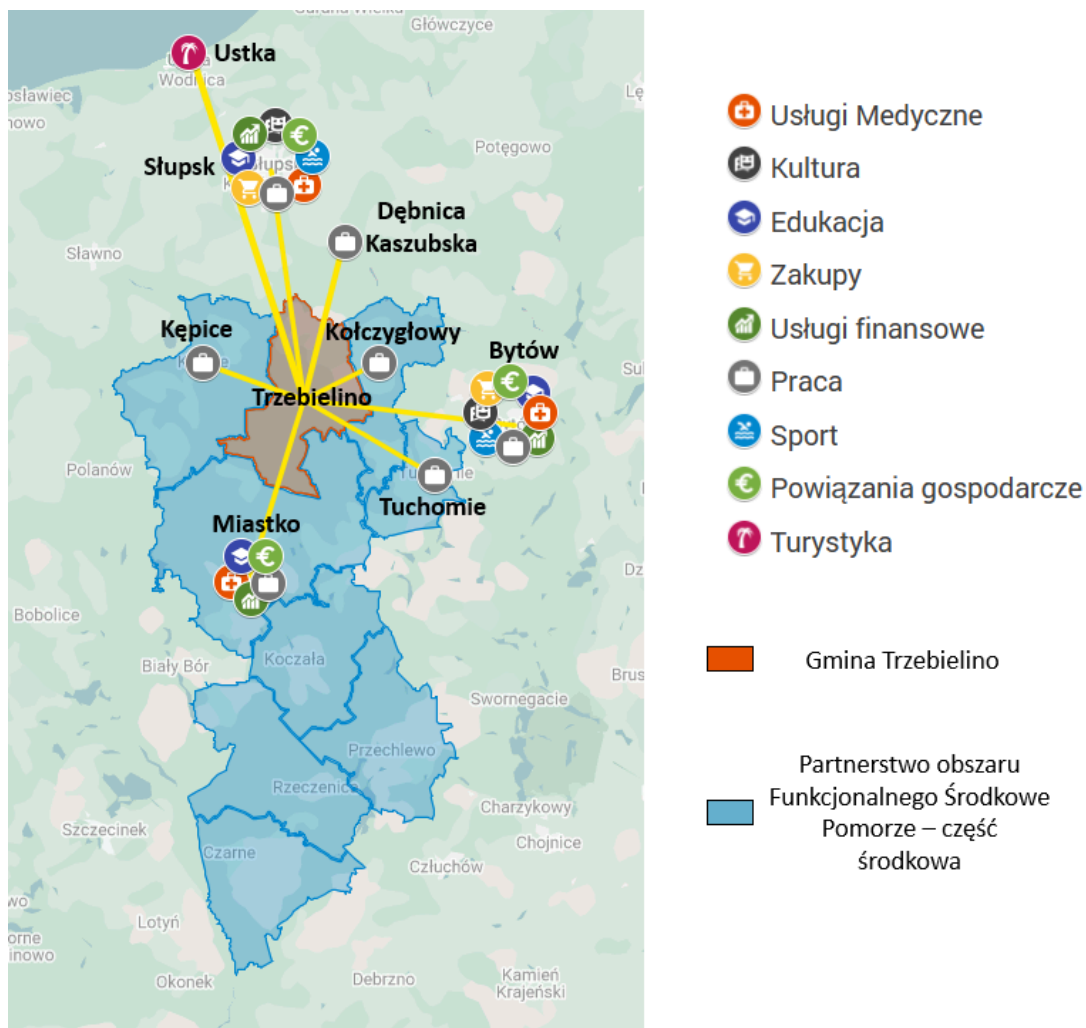 Główczyce
Ustka
Wodnica
Potęgowo
Słupsk
Dębnica
Kaszubska
Sławno
Kępice
Kołczygłowy
Bytów
Trzebielino
Polanów
Tuchomie
Miastko
Bobolice
Biały Bór
Koczała
Swornegacie
Przechlewo
Rzeczenica
Charzykowy
Szczecinek
Chojnice
Czarne
Człuchów
Lotyń
Okonek
Debrzno
Kamień
Krajeński
Usługi Medyczne
Kultura
Edukacja
Zakupy
Usługi finansowe
Praca
Sport
Powiązania gospodarcze
Turystyka
Gmina Trzebielino
Partnerstwo obszaru
Funkcjonalnego Środkowe
Pomorze – część
środkowa